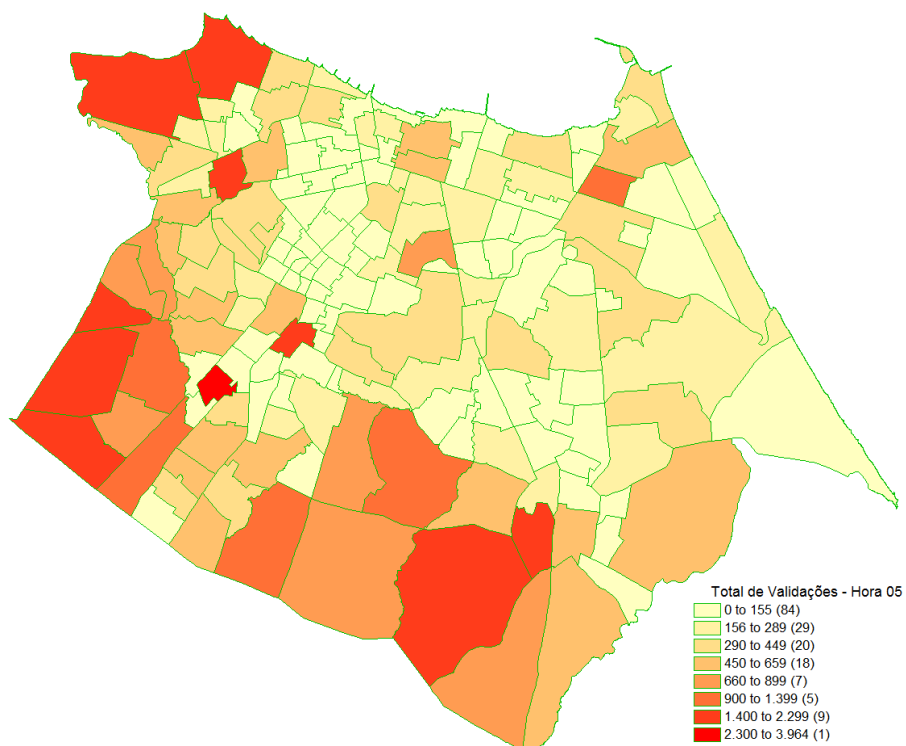 Total de Validações - Hora 05
0 to 155 (84)
156 to 289 (29)
290 to 449 (20)
450 to 659 (18)
660 to 899 (7)
900 to 1.399 (5)
1.400 to 2.299 (9)
2.300 to 3.964 (1)